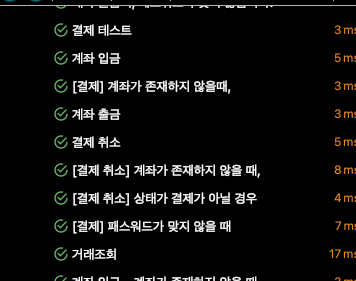 결제 테스트 3 ms
계좌 입금 5 ms
[결제] 계좌가 존재하지 않을때, 3 ms
계좌 출금 3 ms
결제 취소 5 ms
[결제 취소] 계좌가 존재하지 않을 때, 8 ms
[결제 취소] 상태가 결제가 아닐 경우 4 ms
[결제] 패스워드가 맞지 않을 때 7 ms
거래조회 17 ms